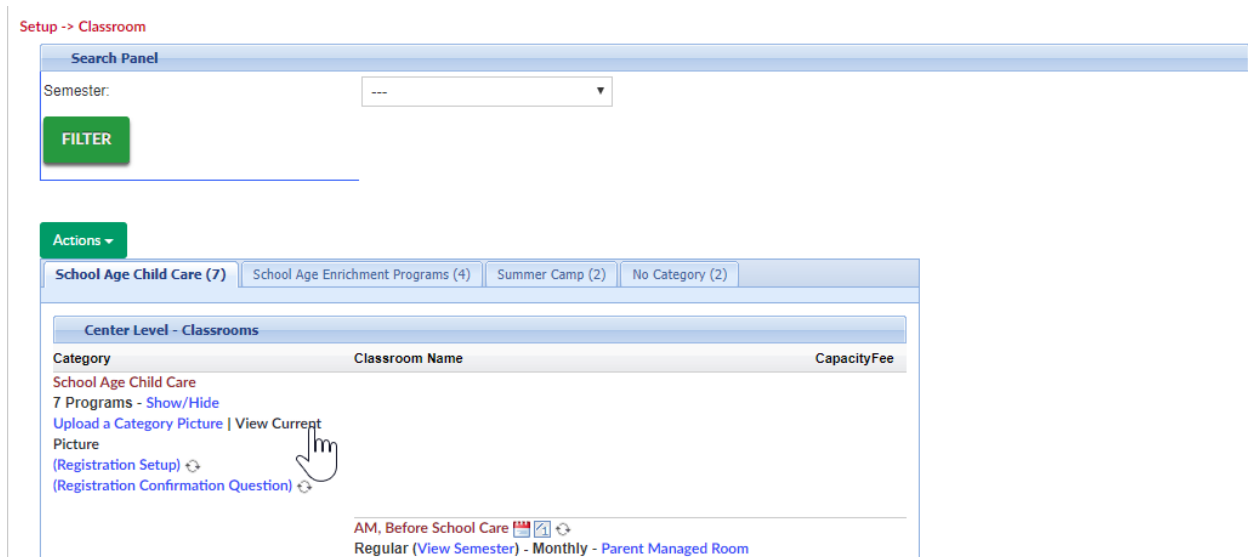 Setup -> Classroom
Search Panel
Semester:
---
FILTER
Actions
School Age Child Care (7)
School Age Enrichment Programs (4)
Summer Camp (2)
No Category (2)
Center Level - Classrooms
Category Classroom Name CapacityFee
School Age Child Care
7 Programs - Show/Hide
Upload a Category Picture | View Current
Picture
(Registration Setup)
(Registration Confirmation Question)
AM, Before School Care
Regular (View Semester) - Monthly - Parent Managed Room